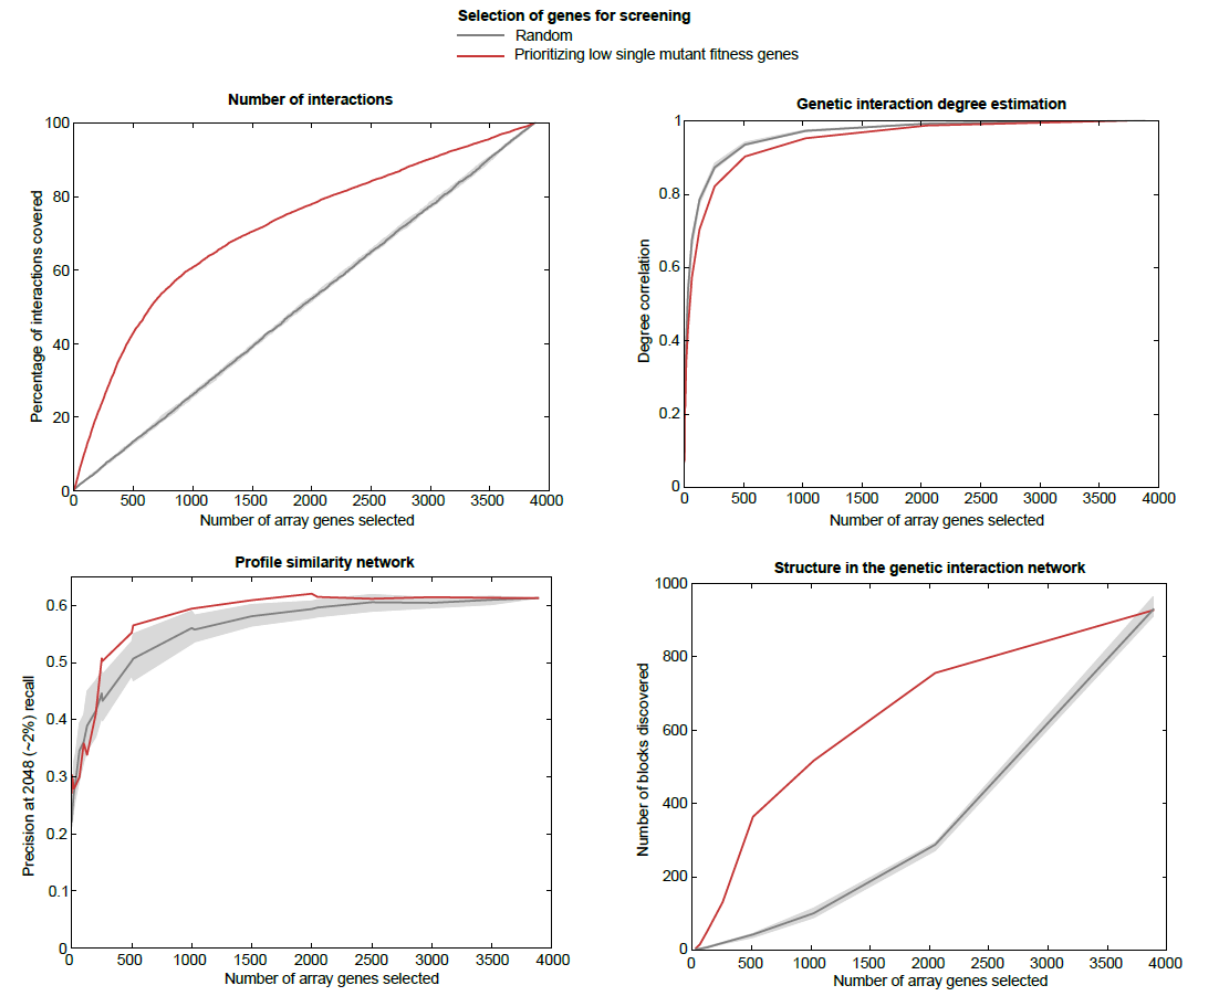 Selection of genes for screening
Random
Prioritizing low single mutant fitness genes
Number of interactions
Percentage of interactions covered
100
80
60
40
20
0
0 500 1000 1500 2000 2500 3000 3500 4000
Number of array genes selected
Genetic interaction degree estimation
Degree correlation
1
0.8
0.6
0.4
0.2
0
0 500 1000 1500 2000 2500 3000 3500 4000
Number of array genes selected
Profile similarity network
Precision at 2048 (~2%) recall
0.6
0.5
0.4
0.3
0.2
0.1
0
0 500 1000 1500 2000 2500 3000 3500 4000
Number of array genes selected
Structure in the genetic interaction network
Number of blocks discovered
1000
800
600
400
200
0
0 500 1000 1500 2000 2500 3000 3500 4000
Number of array genes selected